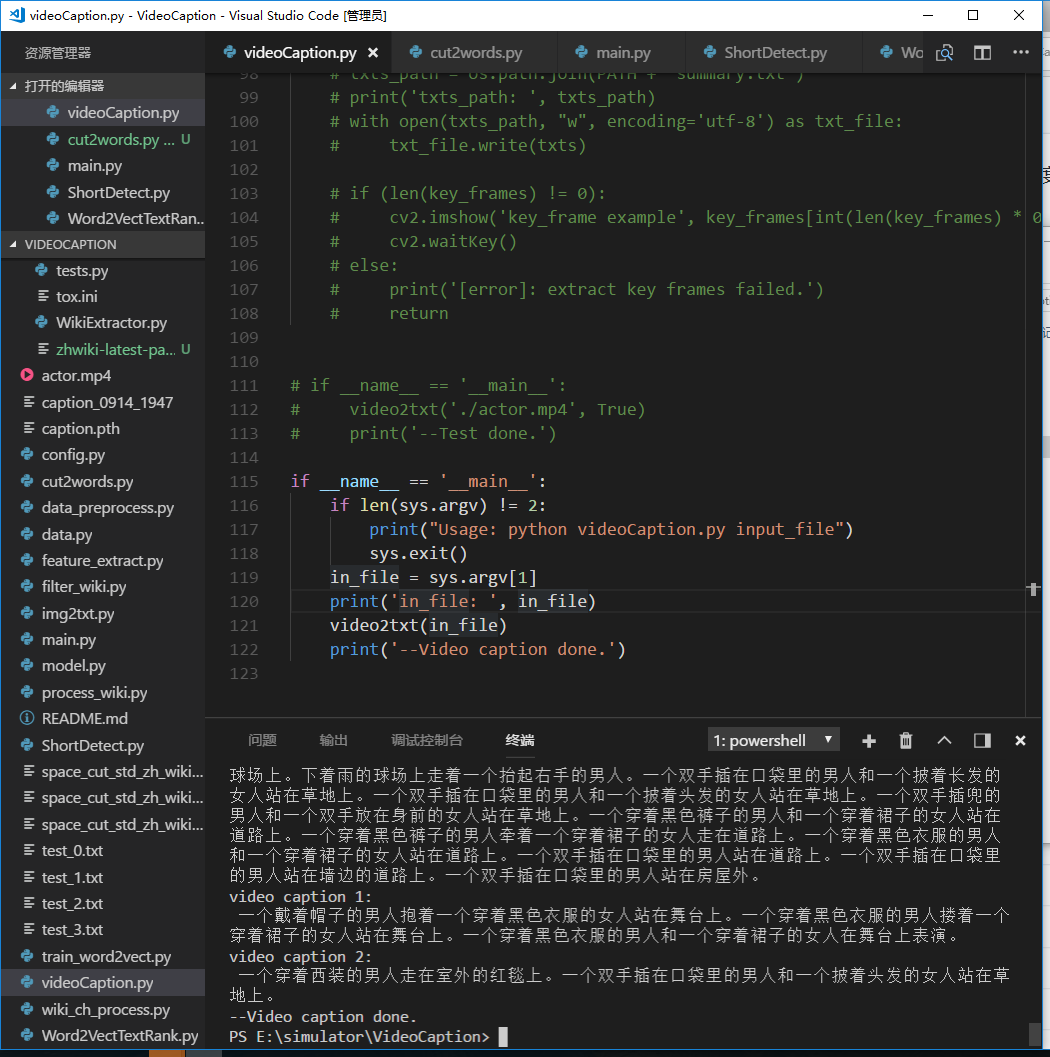 videoCaption.py - VideoCaption - Visual Studio Code [管理员]
资源管理器
videoCaption.py
cut2words.py
main.py
ShortDetect.py
Wo
打开的编辑器
videoCaption.py
cut2words.py ... U
main.py
ShortDetect.py
Word2VectTextRan...
VIDEOCAPTION
tests.py
tox.ini
WikiExtractor.py
zhwiki-latest-pa... U
actor.mp4
caption_0914_1947
caption.pth
config.py
cut2words.py
data_preprocess.py
data.py
feature_extract.py
filter_wiki.py
img2txt.py
main.py
model.py
process_wiki.py
README.md
ShortDetect.py
space_cut_std_zh_wiki...
space_cut_std_zh_wiki...
space_cut_std_zh_wiki...
test_0.txt
test_1.txt
test_2.txt
test_3.txt
train_word2vect.py
videoCaption.py
wiki_ch_process.py
Word2VectTextRank.py
98 # txts_path = os.path.join(PATH + "summary.txt")
99 # print('txts_path: ', txts_path)
100 # with open(txts_path, "w", encoding='utf-8') as txt_file:
101 #     txt_file.write(txts)
102
103 # if (len(key_frames) != 0):
104 #     cv2.imshow('key_frame example', key_frames[int(len(key_frames) * 0
105 #     cv2.waitKey()
106 # else:
107 #     print('[error]: extract key frames failed.')
108 #     return
109
110
111 # if __name__ == '__main__':
112 #     video2txt('./actor.mp4', True)
113 #     print('--Test done.')
114
115 if __name__ == '__main__':
116     if len(sys.argv) != 2:
117         print("Usage: python videoCaption.py input_file")
118         sys.exit()
119     in_file = sys.argv[1]
120     print('in_file: ', in_file)
121     video2txt(in_file)
122     print('--Video caption done.')
123
问题 输出 调试控制台 终端 1: powershell
球场上。下着雨的球场上走着一个抬起右手的男人。一个双手插在口袋里的男人和一个披着长发的
女人站在草地上。一个双手插在口袋里的男人和一个披着头发的女人站在草地上。一个双手插兜的
男人和一个双手放在身前的女人站在草地上。一个穿着黑色裤子的男人和一个穿着裙子的女人站在
道路上。一个穿着黑色裤子的男人牵着一个穿着裙子的女人走在道路上。一个穿着黑色衣服的男人
和一个穿着裙子的女人站在道路上。一个双手插在口袋里的男人站在道路上。一个双手插在口袋里
的男人站在墙边的道路上。一个双手插在口袋里的男人站在房屋外。
video caption 1:
一个戴着帽子的男人抱着一个穿着黑色衣服的女人站在舞台上。一个穿着黑色衣服的男人搂着一个
穿着裙子的女人站在舞台上。一个穿着黑色衣服的男人和一个穿着裙子的女人在舞台上表演。
video caption 2:
一个穿着西装的男人走在室外的红毯上。一个双手插在口袋里的男人和一个披着头发的女人站在草
地上。
--Video caption done.
PS E:\simulator\VideoCaption>